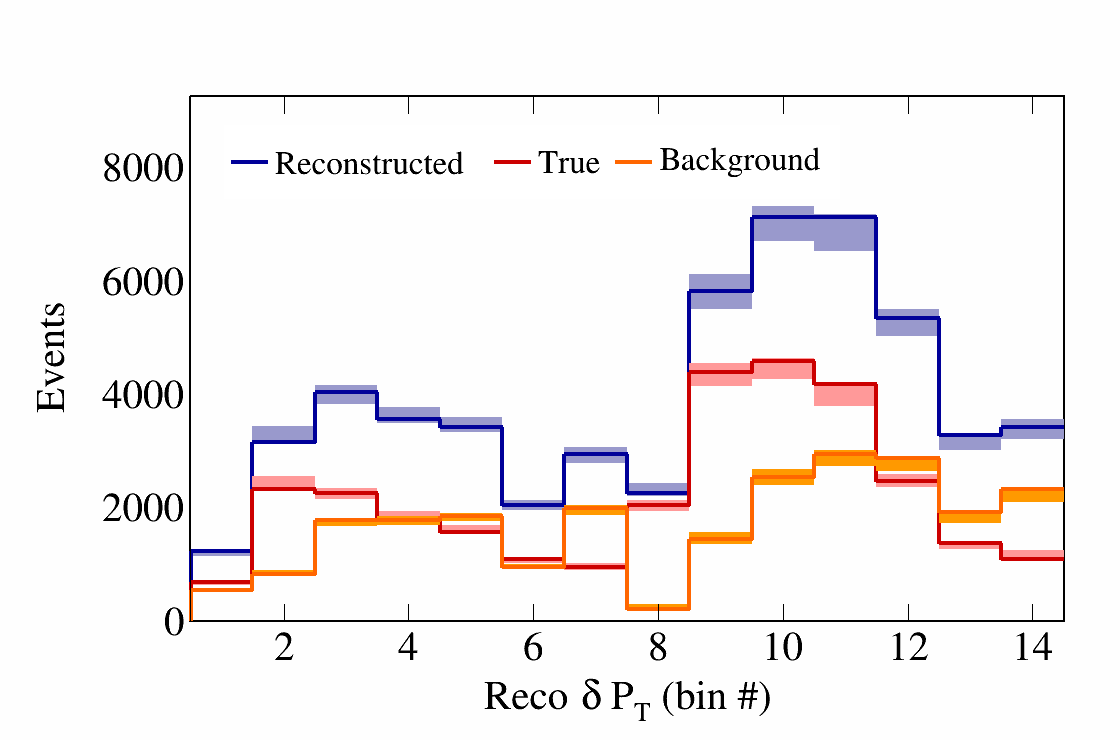 Reconstructed True Background
8000
6000
4000
2000
0
Events
2 4 6 8 10 12 14
Reco δ P_T (bin #)